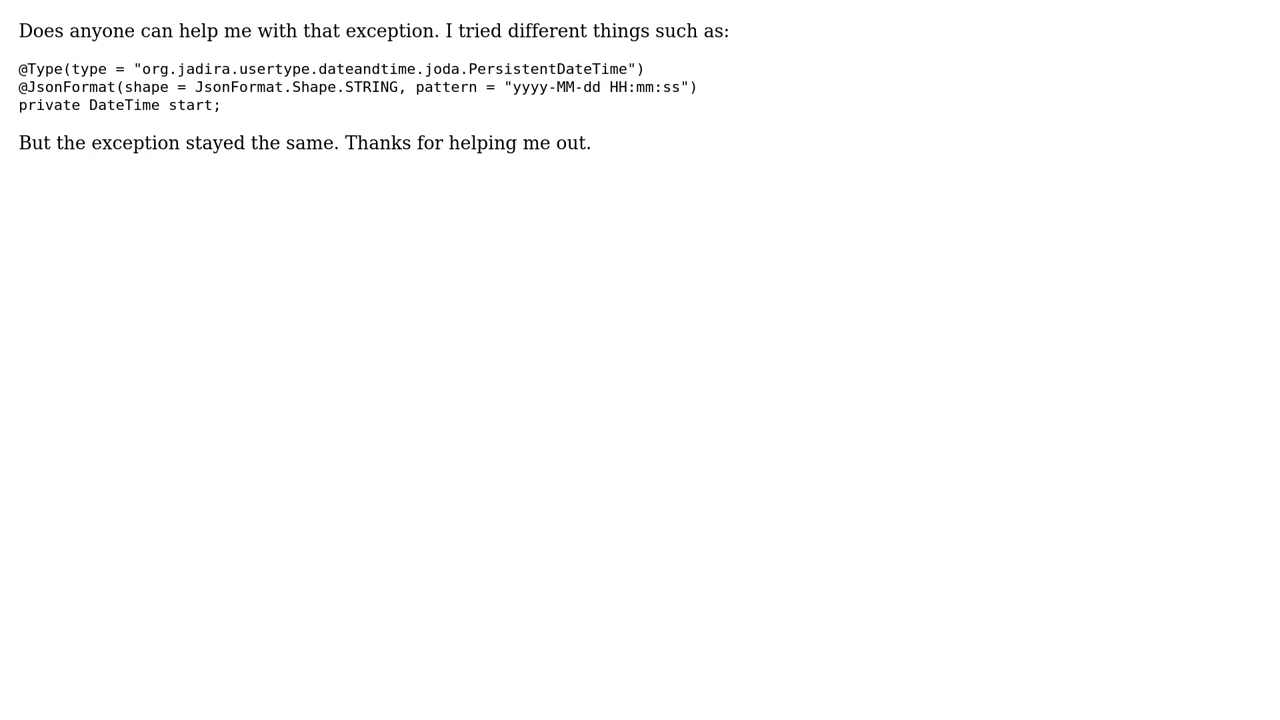 Does anyone can help me with that exception. I tried different things such as:
@Type(type = "org.jadira.usertype.dateandtime.joda.PersistentDateTime")
@JsonFormat(shape = JsonFormat.Shape.STRING, pattern = "yyyy-MM-dd HH:mm:ss")
private DateTime start;
But the exception stayed the same. Thanks for helping me out.